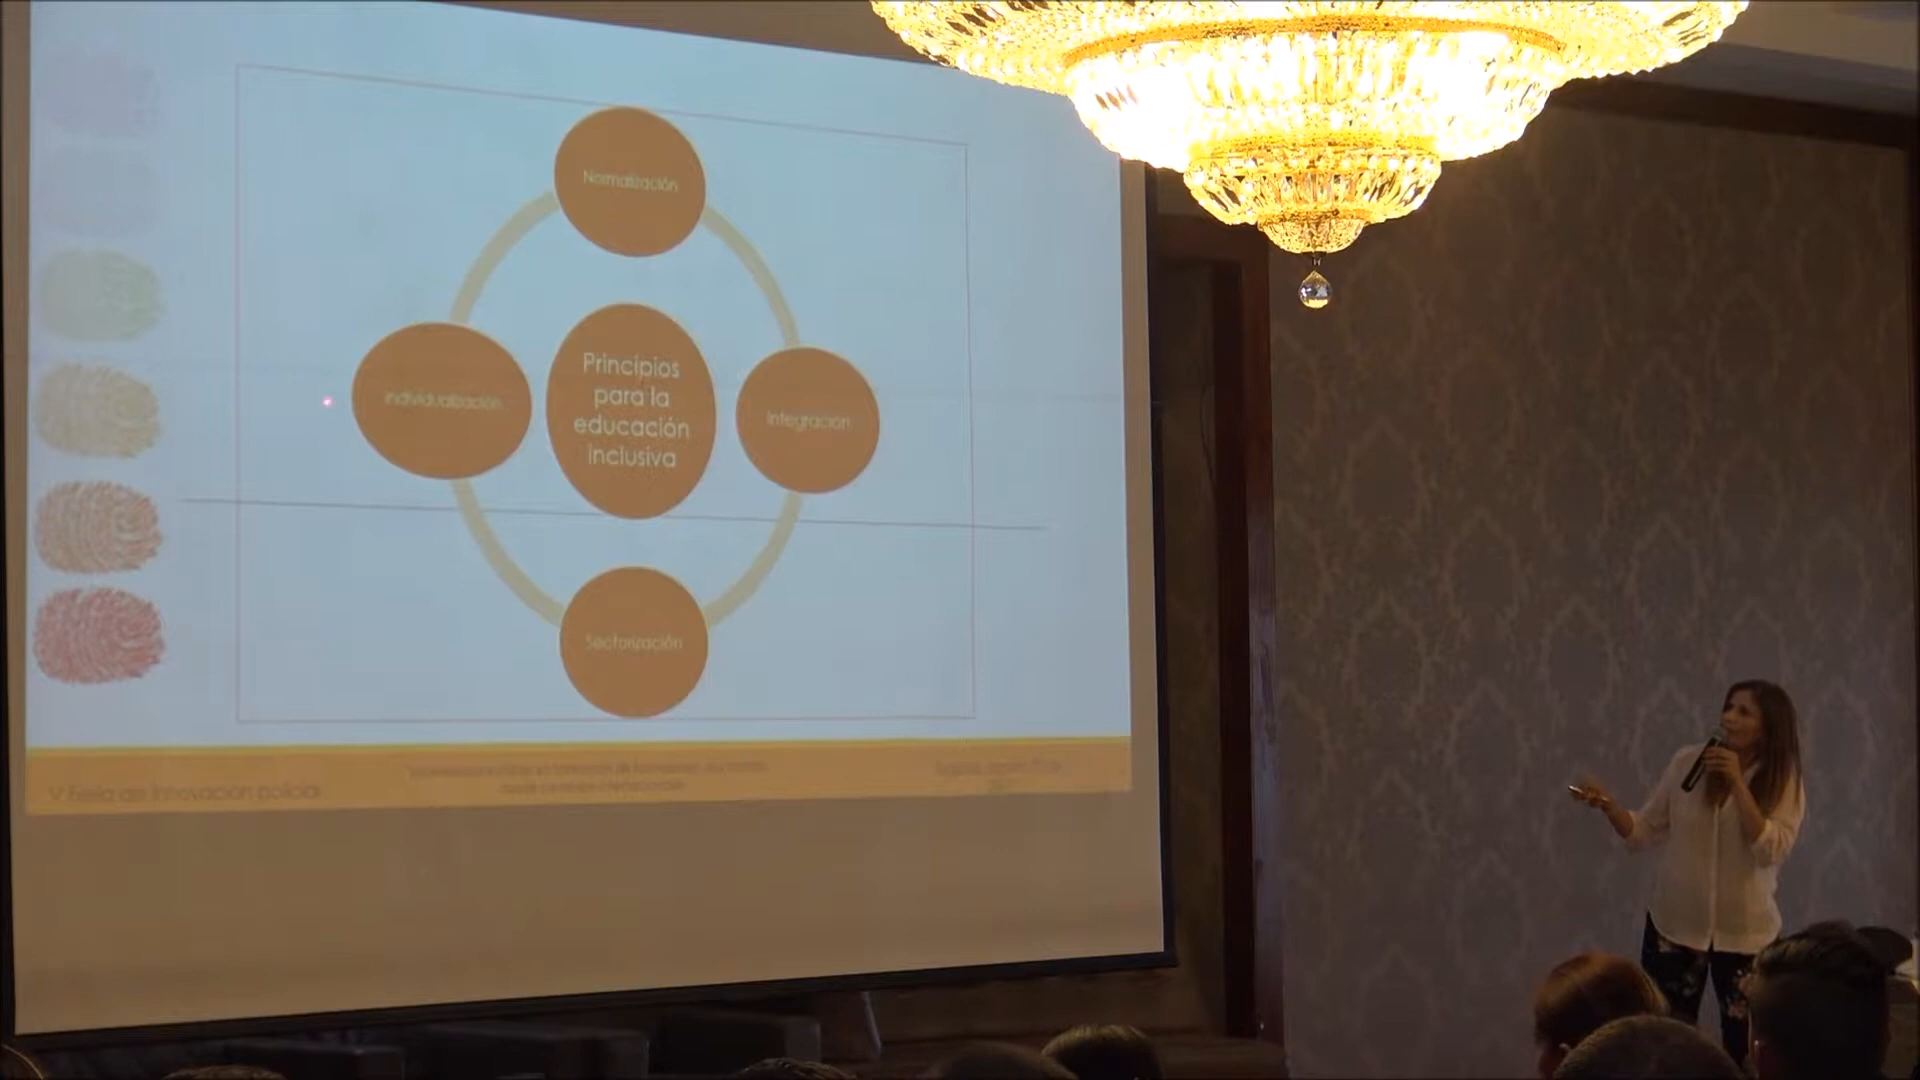 Normalización
Individualización
Principios
para la
educación
inclusiva
Integración
Sectorización
V Feria de Innovación policial